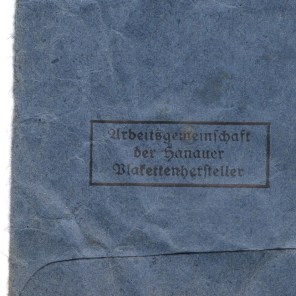 Arbeitsgemeinschaft
der Hanauer
Plakettenhersteller